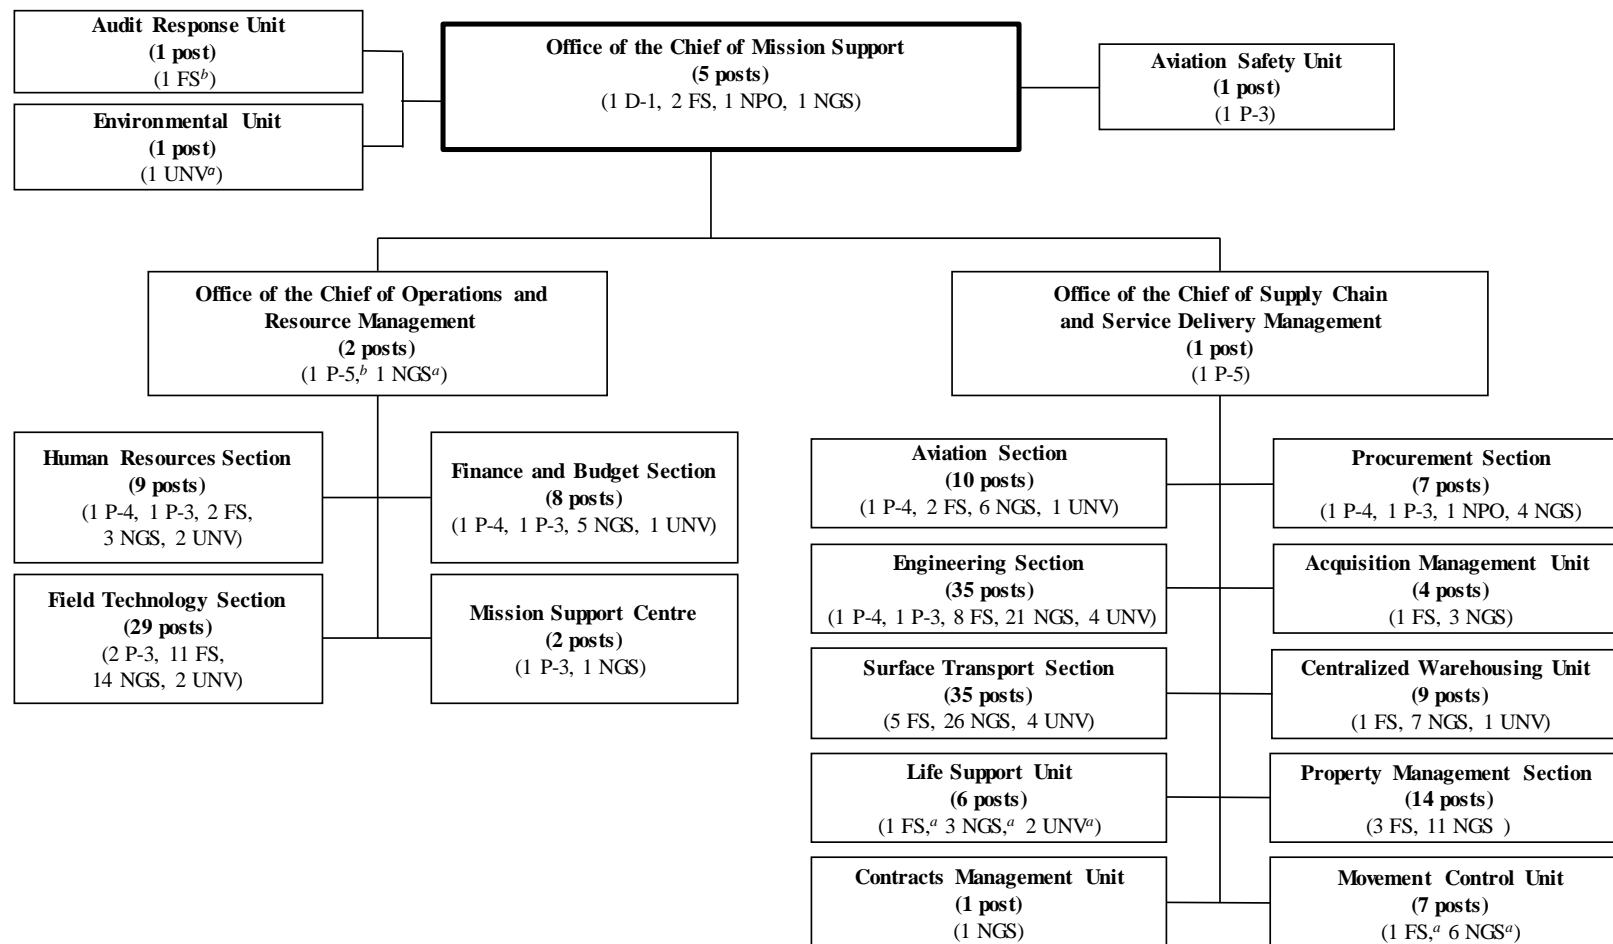 Audit Response Unit
(1 post)
(1 FSᵇ)
Environmental Unit
(1 post)
(1 UNVᵃ)
Office of the Chief of Mission Support
(5 posts)
(1 D-1, 2 FS, 1 NPO, 1 NGS)
Aviation Safety Unit
(1 post)
(1 P-3)
Office of the Chief of Operations and
Resource Management
(2 posts)
(1 P-5,ᵇ 1 NGSᵃ)
Office of the Chief of Supply Chain
and Service Delivery Management
(1 post)
(1 P-5)
Human Resources Section
(9 posts)
(1 P-4, 1 P-3, 2 FS,
3 NGS, 2 UNV)
Finance and Budget Section
(8 posts)
(1 P-4, 1 P-3, 5 NGS, 1 UNV)
Field Technology Section
(29 posts)
(2 P-3, 11 FS,
14 NGS, 2 UNV)
Mission Support Centre
(2 posts)
(1 P-3, 1 NGS)
Aviation Section
(10 posts)
(1 P-4, 2 FS, 6 NGS, 1 UNV)
Procurement Section
(7 posts)
(1 P-4, 1 P-3, 1 NPO, 4 NGS)
Engineering Section
(35 posts)
(1 P-4, 1 P-3, 8 FS, 21 NGS, 4 UNV)
Acquisition Management Unit
(4 posts)
(1 FS, 3 NGS)
Surface Transport Section
(35 posts)
(5 FS, 26 NGS, 4 UNV)
Centralized Warehousing Unit
(9 posts)
(1 FS, 7 NGS, 1 UNV)
Life Support Unit
(6 posts)
(1 FS,ᵃ 3 NGS,ᵃ 2 UNVᵃ)
Property Management Section
(14 posts)
(3 FS, 11 NGS )
Contracts Management Unit
(1 post)
(1 NGS)
Movement Control Unit
(7 posts)
(1 FS,ᵃ 6 NGSᵃ)